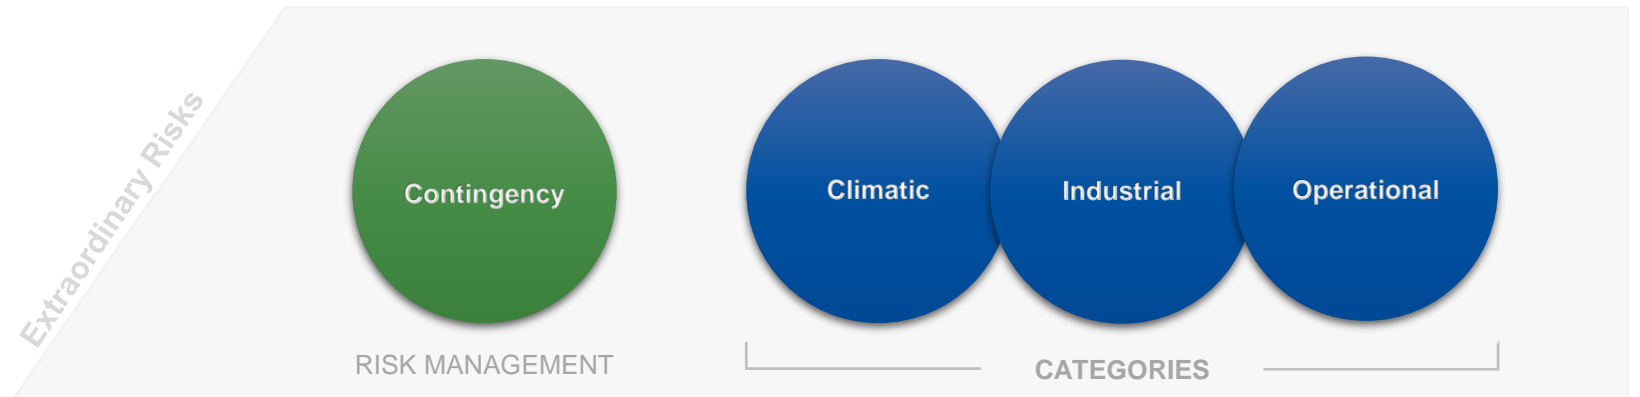 Extraordinary Risks
Contingency
Climatic
Industrial
Operational
RISK MANAGEMENT
CATEGORIES